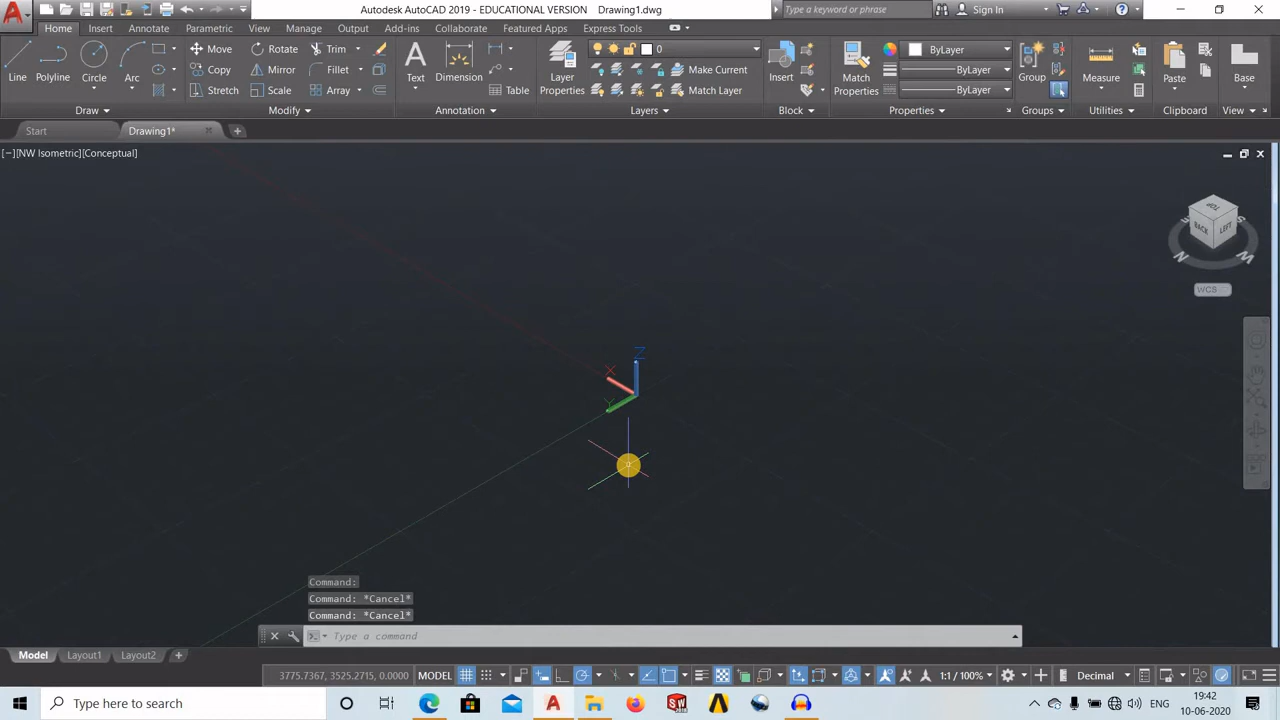 Autodesk AutoCAD 2019 - EDUCATIONAL VERSION Drawing1.dwg
Type a keyword or phrase
Sign In
Home Insert Annotate Parametric View Manage Output Add-ins Collaborate Featured Apps Express Tools
Line Polyline Circle Arc
Move Rotate Trim
Copy Mirror Fillet
Stretch Scale Array
Text Dimension Table
Layer Properties
0
Make Current
Match Layer
Insert
Match Properties
ByLayer
ByLayer
ByLayer
Group Measure Paste Base
Draw Modify Annotation Layers Block Properties Groups Utilities Clipboard View
Start Drawing1*
[−][NW Isometric][Conceptual]
TOP
BACK LEFT
E S
N W
WCS
Z
X
Y
Command:
Command: *Cancel*
Command: *Cancel*
Type a command
Model Layout1 Layout2
3775.7367, 3525.2715, 0.0000 MODEL 1:1 / 100% Decimal
Type here to search
SW
ENG
19:42
10-06-2020